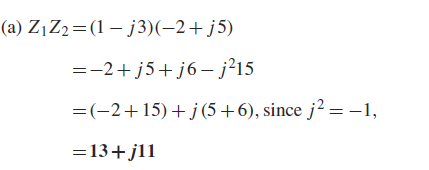 (a) Z₁Z₂ = (1 − j3)(−2 + j5)
= −2 + j5 + j6 − j²15
= (−2 + 15) + j(5 + 6), since j² = −1,
= 13 + j11